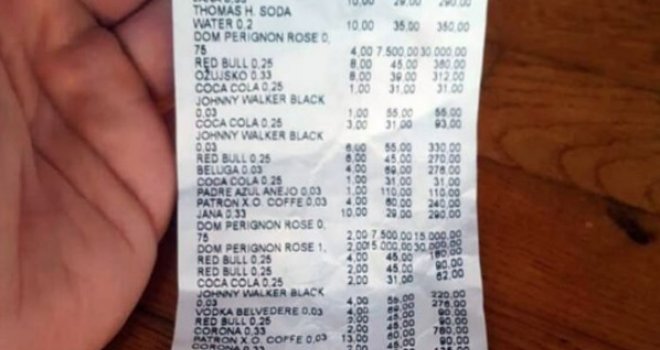 THOMAS H. SODA
WATER 0.2 10,00 35,00 350,00
DOM PERIGNON ROSE 0,
75 4,00 7.500,00 30.000,00
RED BULL 0,25 8,00 45,00 360,00
OŽUJSKO 0.33 8,00 39,00 312,00
COCA COLA 0,25 1,00 31,00 31,00
JOHNNY WALKER BLACK
0,03 1,00 55,00 55,00
COCA COLA 0,25 3,00 31,00 93,00
JOHNNY WALKER BLACK
0,03 6,00 55,00 330,00
RED BULL 0,25 6,00 45,00 270,00
BELUGA 0,03 4,00 69,00 276,00
COCA COLA 0,25 1,00 31,00 31,00
PADRE AZUL ANEJO 0,03 1,00 110,00 110,00
PATRON X.O. COFFE 0,03 4,00 60,00 240,00
JANA 0,33 10,00 29,00 290,00
DOM PERIGNON ROSE 0,
75 2,00 7.500,00 15.000,00
DOM PERIGNON ROSE 1, 2,00 15.000,00 30.000,00
RED BULL 0,25 4,00 45,00 180,00
RED BULL 0,25 2,00 45,00 90,00
COCA COLA 0,25 2,00 31,00 62,00
JOHNNY WALKER BLACK
0,03 4,00 55,00 220,00
VODKA BELVEDERE 0,03 4,00 69,00 276,00
RED BULL 0,25 2,00 45,00 90,00
CORONA 0,33 2,00 45,00 90,00
PATRON X.O. COFFE 0,03 13,00 60,00 780,00
CORONA 0,33